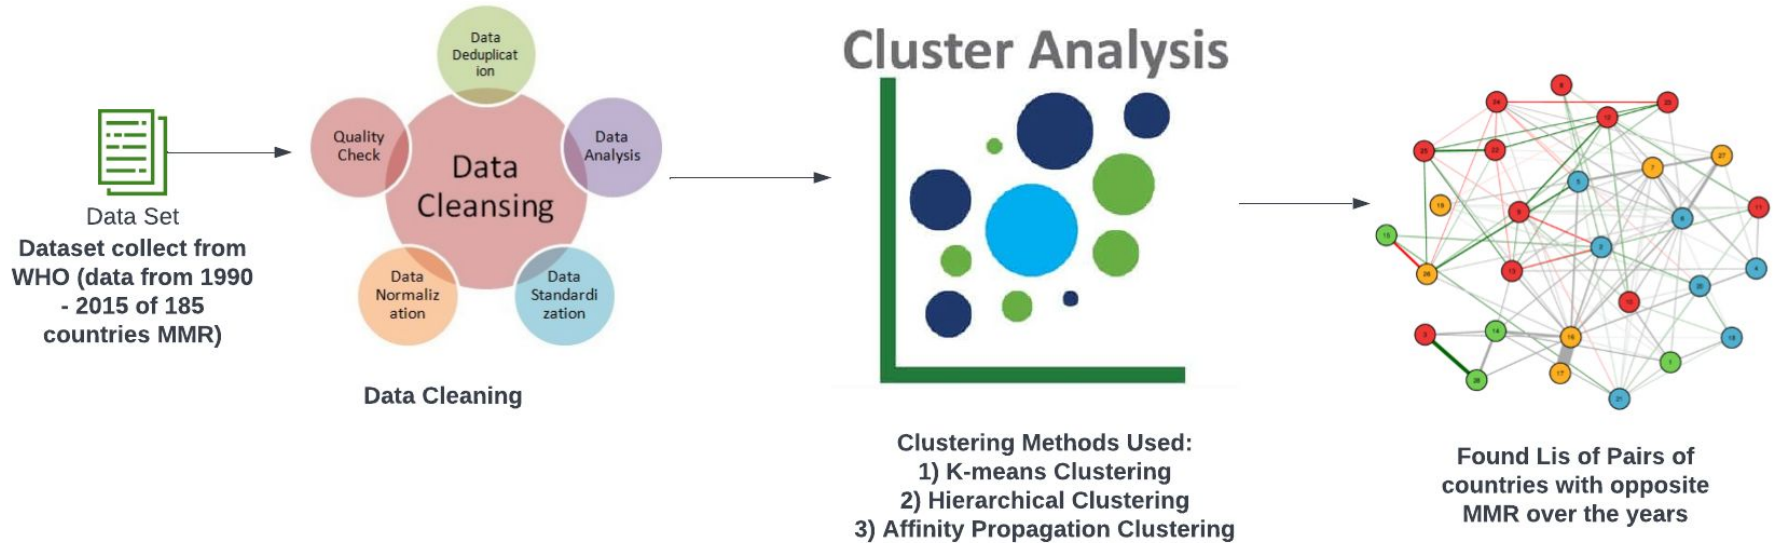 Data Set
Dataset collect from
WHO (data from 1990
- 2015 of 185
countries MMR)
Data
Deduplicat
ion
Quality
Check
Data
Analysis
Data
Cleansing
Data
Normaliz
ation
Data
Standardi
zation
Data Cleaning
Cluster Analysis
Clustering Methods Used:
1) K-means Clustering
2) Hierarchical Clustering
3) Affinity Propagation Clustering
Found Lis of Pairs of
countries with opposite
MMR over the years